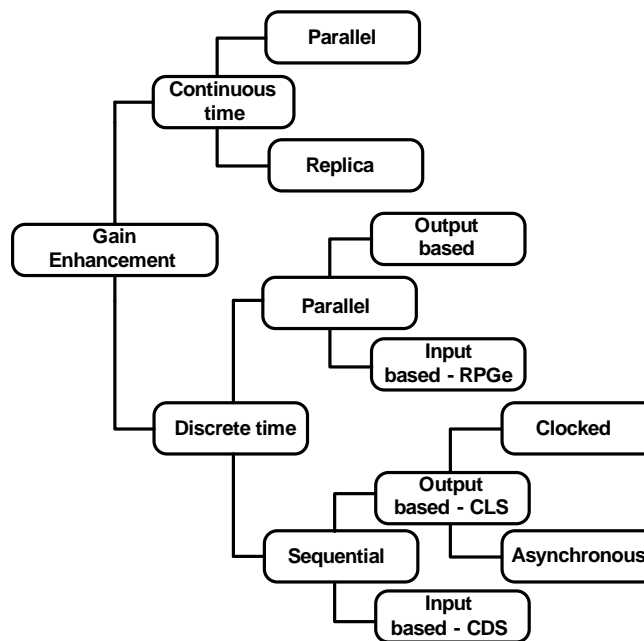 Parallel
Continuous
time
Replica
Gain
Enhancement
Output
based
Parallel
Input
based - RPGe
Discrete time
Clocked
Output
based - CLS
Sequential
Asynchronous
Input
based - CDS